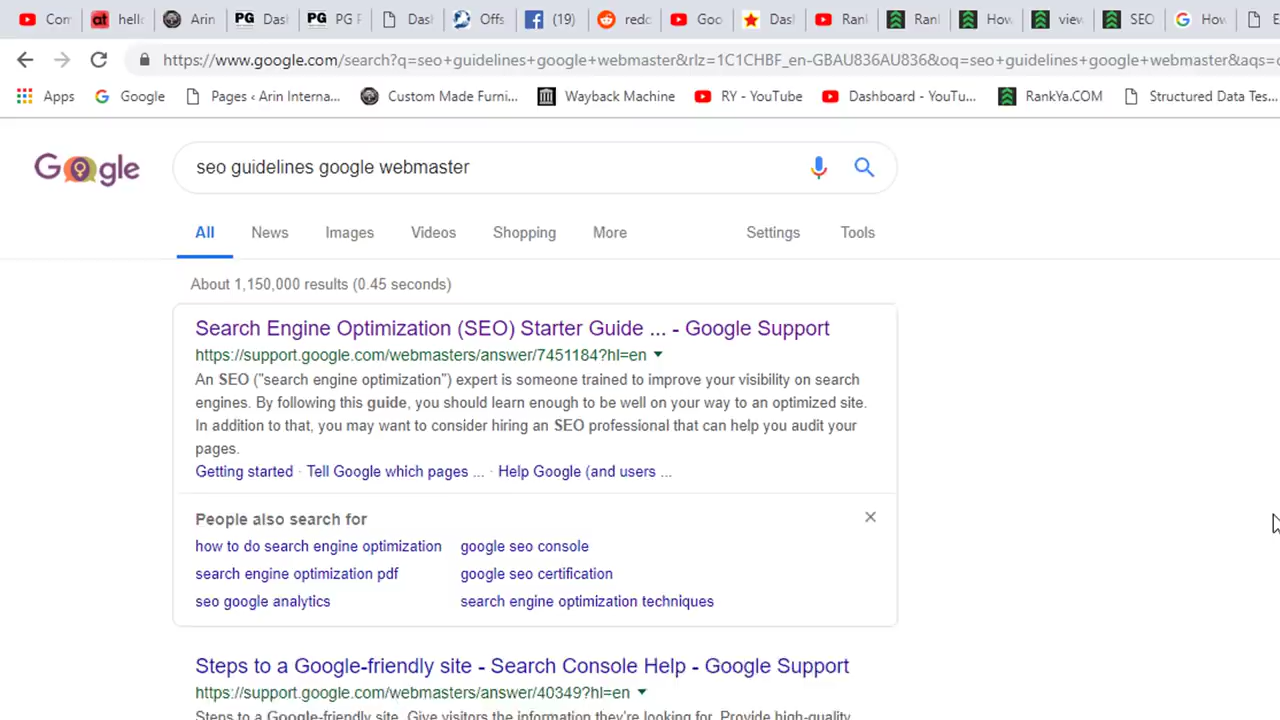 Con hello Arin Dash PG F Dash Offs (19) redd Goo Dash Rank Rank How view SEO How
https://www.google.com/search?q=seo+guidelines+google+webmaster&rlz=1C1CHBF_en-GBAU836AU836&oq=seo+guidelines+google+webmaster&aqs=c
Apps Google Pages ‹ Arin Interna... Custom Made Furni... Wayback Machine RY - YouTube Dashboard - YouTu... RankYa.COM Structured Data Tes...
Google seo guidelines google webmaster
All News Images Videos Shopping More Settings Tools
About 1,150,000 results (0.45 seconds)
Search Engine Optimization (SEO) Starter Guide ... - Google Support
https://support.google.com/webmasters/answer/7451184?hl=en
An SEO ("search engine optimization") expert is someone trained to improve your visibility on search
engines. By following this guide, you should learn enough to be well on your way to an optimized site.
In addition to that, you may want to consider hiring an SEO professional that can help you audit your
pages.
Getting started · Tell Google which pages ... · Help Google (and users ...
People also search for
how to do search engine optimization google seo console
search engine optimization pdf google seo certification
seo google analytics search engine optimization techniques
Steps to a Google-friendly site - Search Console Help - Google Support
https://support.google.com/webmasters/answer/40349?hl=en
Steps to a Google-friendly site. Give visitors the information they're looking for. Provide high-quality